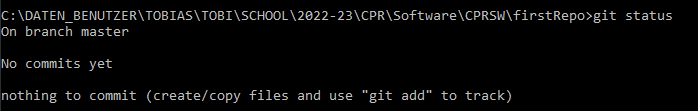 C:\DATEN_BENUTZER\TOBIAS\TOBI\SCHOOL\2022-23\CPR\Software\CPRSW\firstRepo>git status
On branch master
No commits yet
nothing to commit (create/copy files and use "git add" to track)